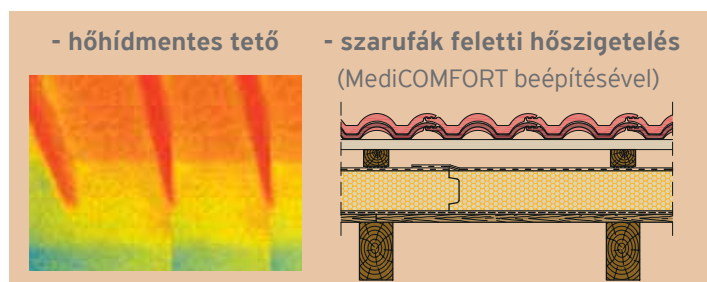 - hőhídmentes tető
- szarufák feletti hőszigetelés
(MediCOMFORT beépítésével)